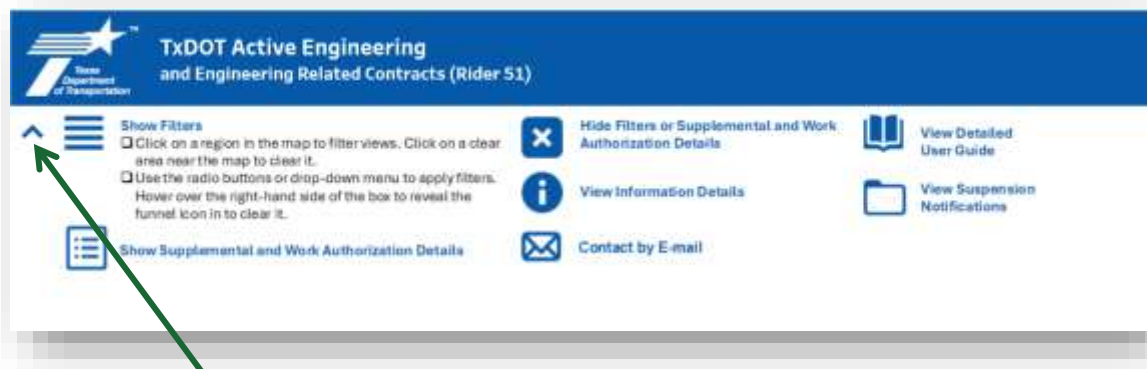 TM
Texas
Department
of Transportation
TxDOT Active Engineering
and Engineering Related Contracts (Rider 51)
Show Filters
❑ Click on a region in the map to filter views. Click on a clear
area near the map to clear it.
❑ Use the radio buttons or drop-down menu to apply filters.
Hover over the right-hand side of the box to reveal the
funnel icon in to clear it.
Show Supplemental and Work Authorization Details
Hide Filters or Supplemental and Work
Authorization Details
View Information Details
Contact by E-mail
View Detailed
User Guide
View Suspension
Notifications